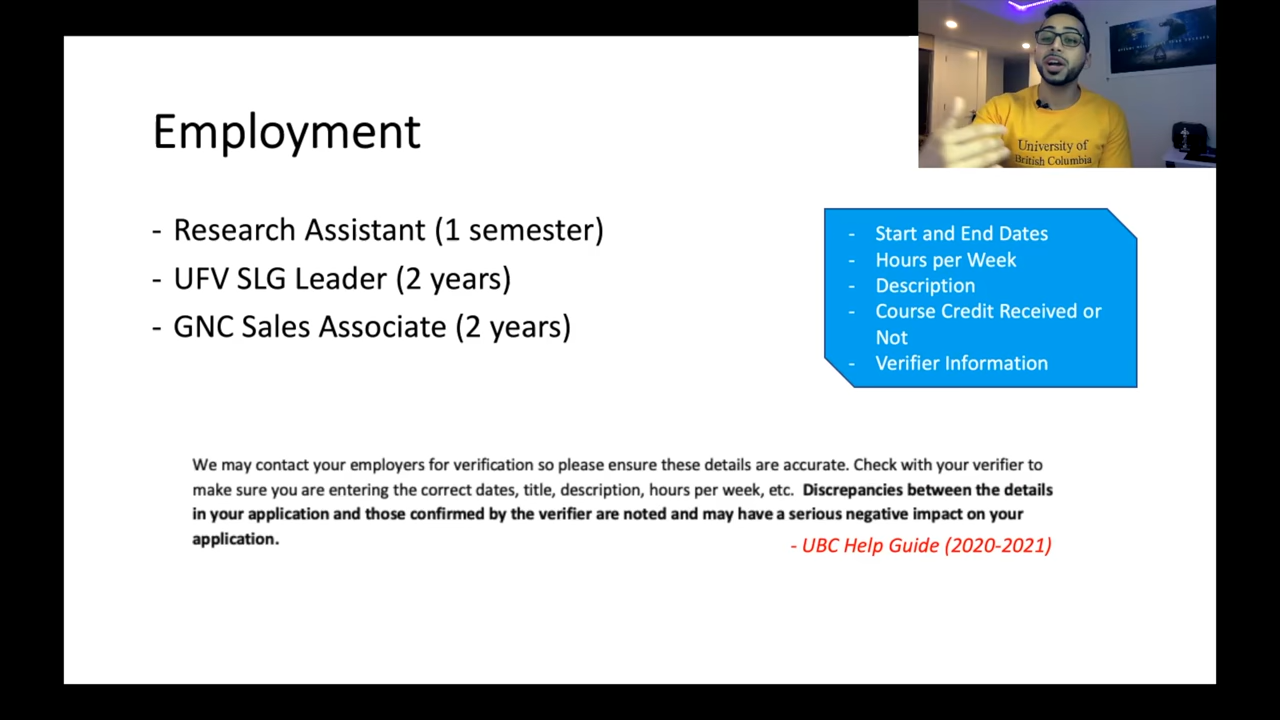 Employment
- Research Assistant (1 semester)
- UFV SLG Leader (2 years)
- GNC Sales Associate (2 years)
University of
British Columbia
- Start and End Dates
- Hours per Week
- Description
- Course Credit Received or
Not
- Verifier Information
We may contact your employers for verification so please ensure these details are accurate. Check with your verifier to
make sure you are entering the correct dates, title, description, hours per week, etc. Discrepancies between the details
in your application and those confirmed by the verifier are noted and may have a serious negative impact on your
application.
- UBC Help Guide (2020-2021)